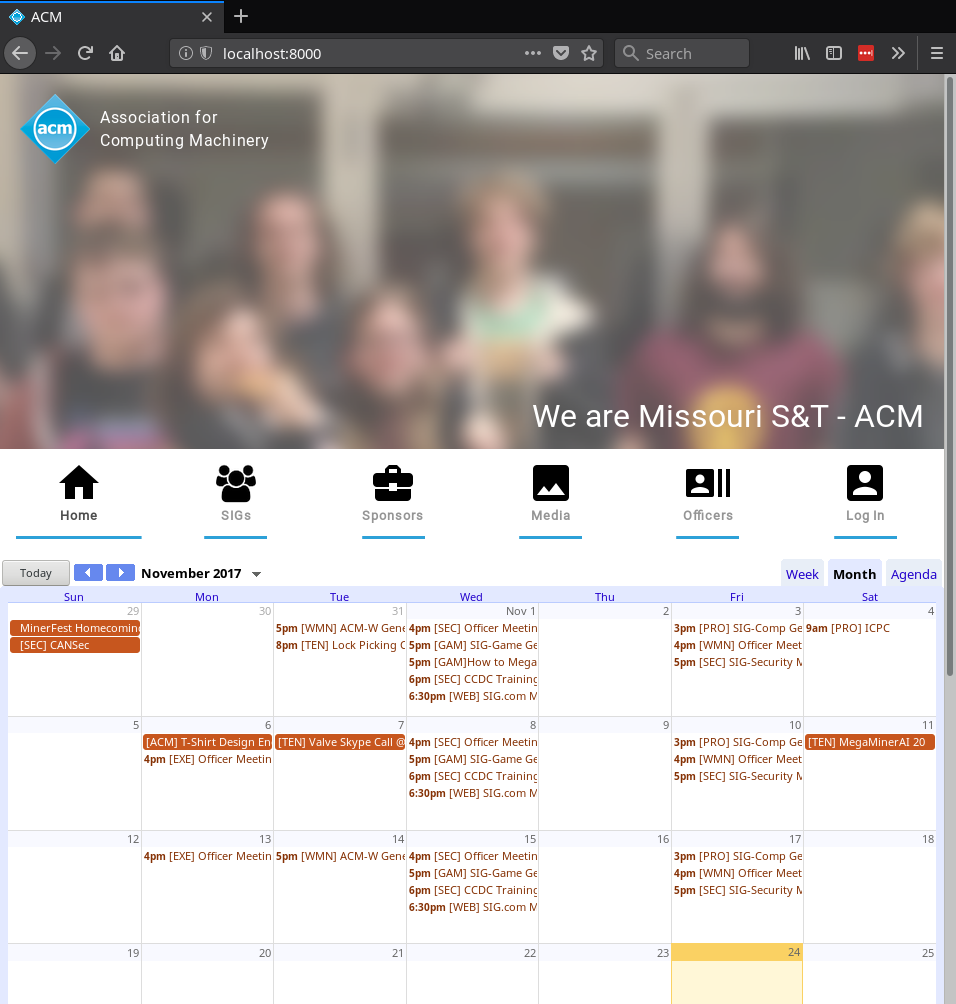 ACM
localhost:8000
Search
acm
Association for
Computing Machinery
We are Missouri S&T - ACM
Home SIGs Sponsors Media Officers Log In
Today November 2017 Week Month Agenda
Sun Mon Tue Wed Thu Fri Sat
29 30 31 Nov 1 2 3 4
MinerFest Homecoming 5pm [WMN] ACM-W Gene 4pm [SEC] Officer Meetin 3pm [PRO] SIG-Comp Ge 9am [PRO] ICPC
[SEC] CANSec 8pm [TEN] Lock Picking C 5pm [GAM] SIG-Game Ge 4pm [WMN] Officer Meet
5pm [GAM]How to Mega 5pm [SEC] SIG-Security M
6pm [SEC] CCDC Training
6:30pm [WEB] SIG.com M
5 6 7 8 9 10 11
[ACM] T-Shirt Design En [TEN] Valve Skype Call @ 4pm [SEC] Officer Meetin 3pm [PRO] SIG-Comp Ge [TEN] MegaMinerAI 20
4pm [EXE] Officer Meetin 5pm [GAM] SIG-Game Ge 4pm [WMN] Officer Meet
6pm [SEC] CCDC Training 5pm [SEC] SIG-Security M
6:30pm [WEB] SIG.com M
12 13 14 15 16 17 18
4pm [EXE] Officer Meetin 5pm [WMN] ACM-W Gene 4pm [SEC] Officer Meetin 3pm [PRO] SIG-Comp Ge
5pm [GAM] SIG-Game Ge 4pm [WMN] Officer Meet
6pm [SEC] CCDC Training 5pm [SEC] SIG-Security M
6:30pm [WEB] SIG.com M
19 20 21 22 23 24 25